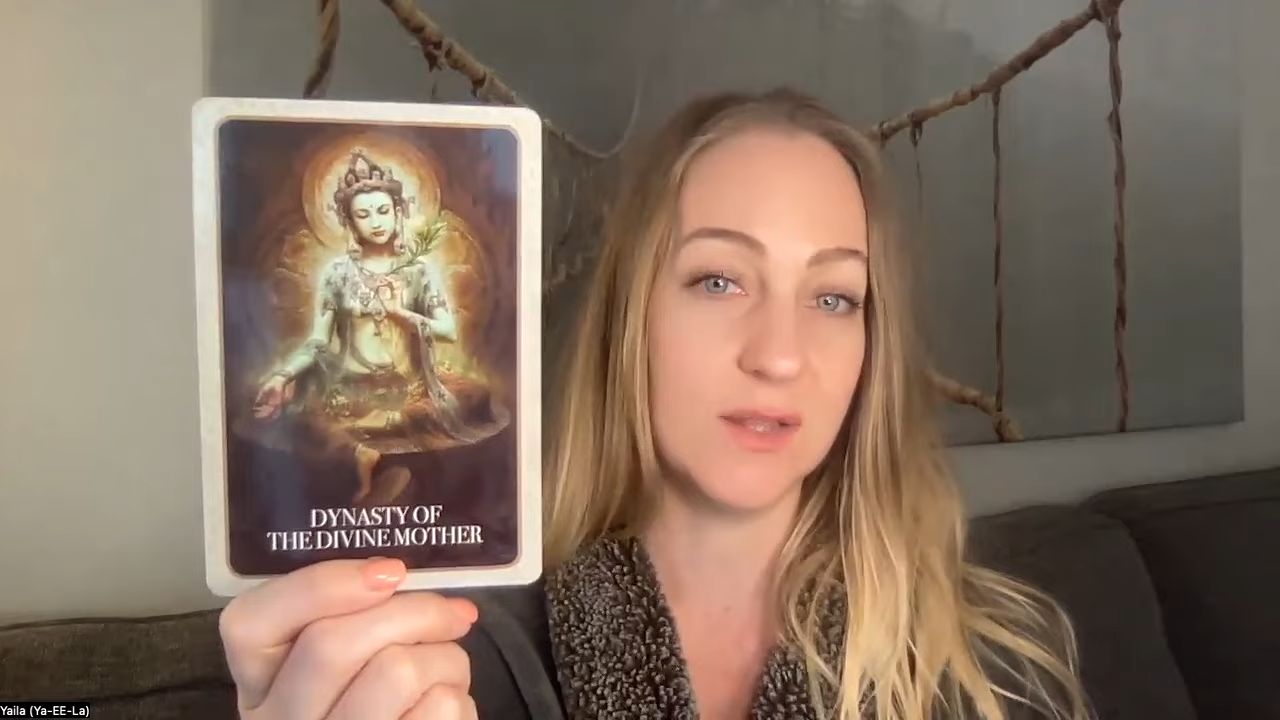 DYNASTY OF
THE DIVINE MOTHER
Yaila (Ya-EE-La)